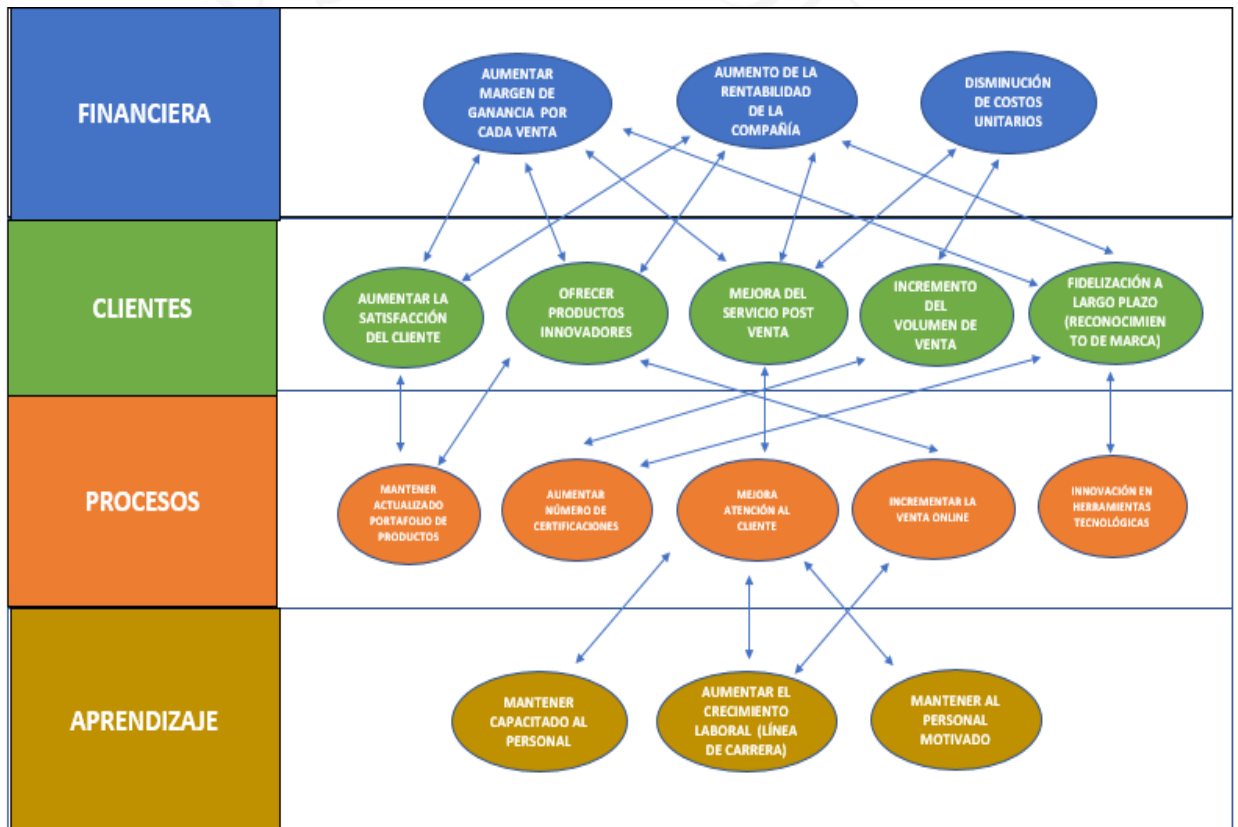 FINANCIERA
AUMENTAR
MARGEN DE
GANANCIA POR
CADA VENTA
AUMENTO DE LA
RENTABILIDAD
DE LA
COMPAÑÍA
DISMINUCIÓN
DE COSTOS
UNITARIOS
CLIENTES
AUMENTAR LA
SATISFACCIÓN
DEL CLIENTE
OFRECER
PRODUCTOS
INNOVADORES
MEJORA DEL
SERVICIO POST
VENTA
INCREMENTO
DEL
VOLUMEN DE
VENTA
FIDELIZACIÓN A
LARGO PLAZO
(RECONOCIMIEN
TO DE MARCA)
PROCESOS
MANTENER
ACTUALIZADO
PORTAFOLIO DE
PRODUCTOS
AUMENTAR
NÚMERO DE
CERTIFICACIONES
MEJORA
ATENCIÓN AL
CLIENTE
INCREMENTAR LA
VENTA ONLINE
INNOVACIÓN EN
HERRAMIENTAS
TECNOLÓGICAS
APRENDIZAJE
MANTENER
CAPACITADO AL
PERSONAL
AUMENTAR EL
CRECIMIENTO
LABORAL (LÍNEA
DE CARRERA)
MANTENER AL
PERSONAL
MOTIVADO